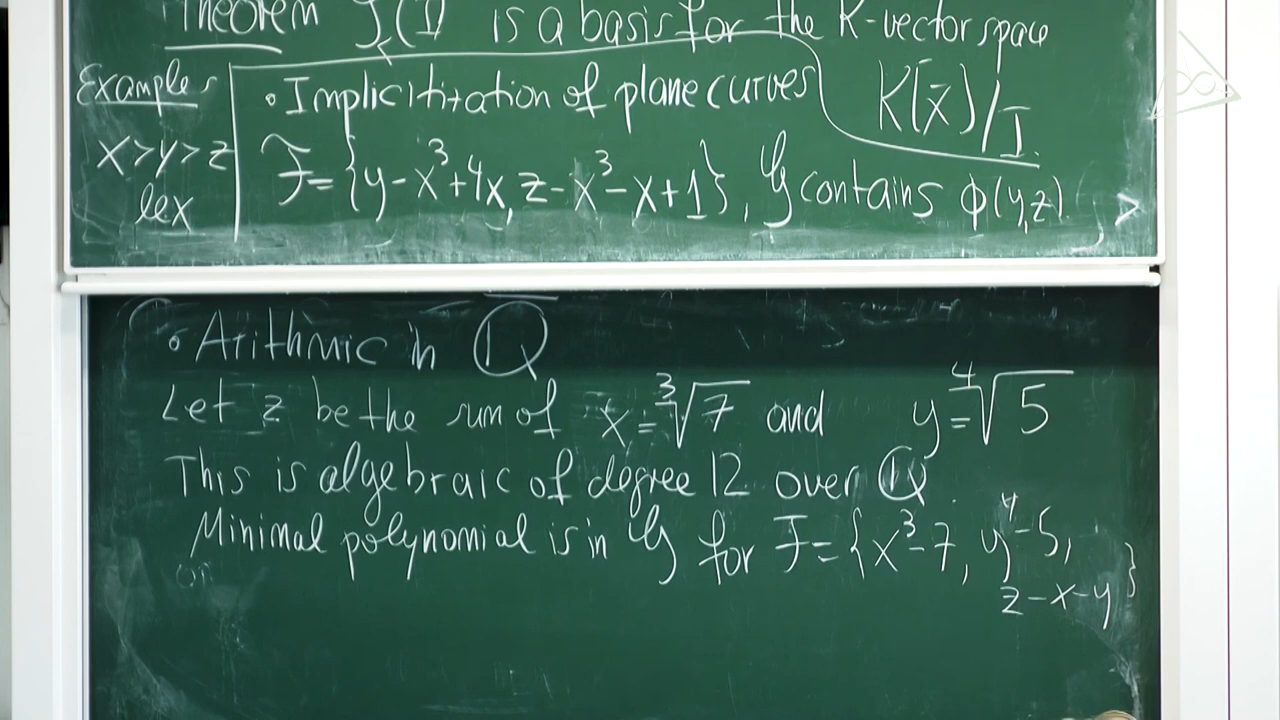 Theorem is a basis for the K-vector space
K[x̄]/I.
Examples
x>y>z
lex
• Implicitization of plane curves
F={y-x³+4x, z-x³-x+1}, G contains ϕ(y,z).
• Arithmic in Q
Let z be the sum of x=∛7 and y=∜5
This is algebraic of degree 12 over Q.
Minimal polynomial is in G for F={x³-7, y⁴-5,
z-x-y}
on